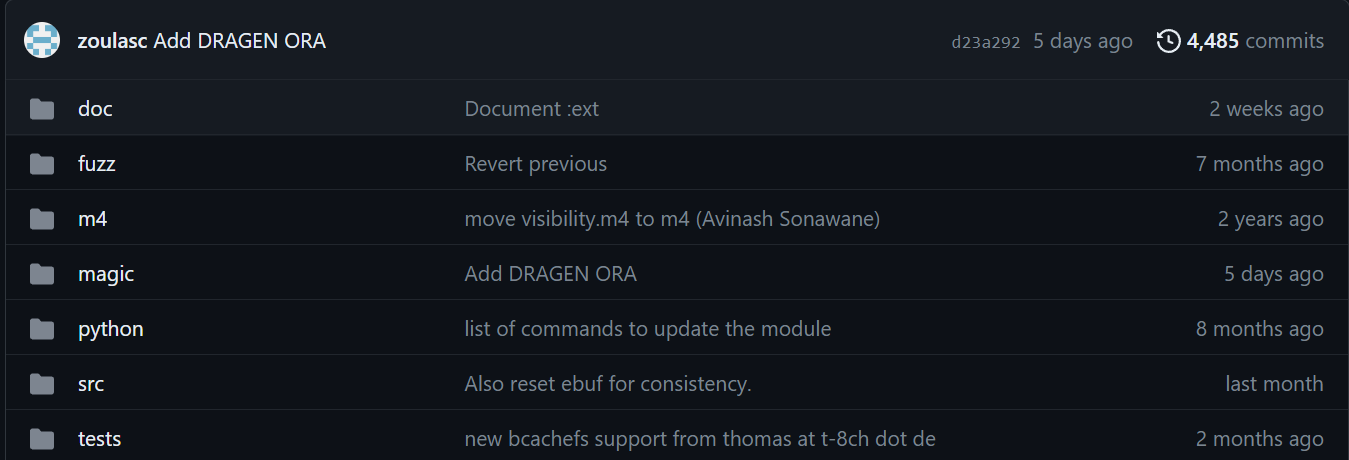 zoulasc Add DRAGEN ORA d23a292 5 days ago 4,485 commits
doc Document :ext 2 weeks ago
fuzz Revert previous 7 months ago
m4 move visibility.m4 to m4 (Avinash Sonawane) 2 years ago
magic Add DRAGEN ORA 5 days ago
python list of commands to update the module 8 months ago
src Also reset ebuf for consistency. last month
tests new bcachefs support from thomas at t-8ch dot de 2 months ago